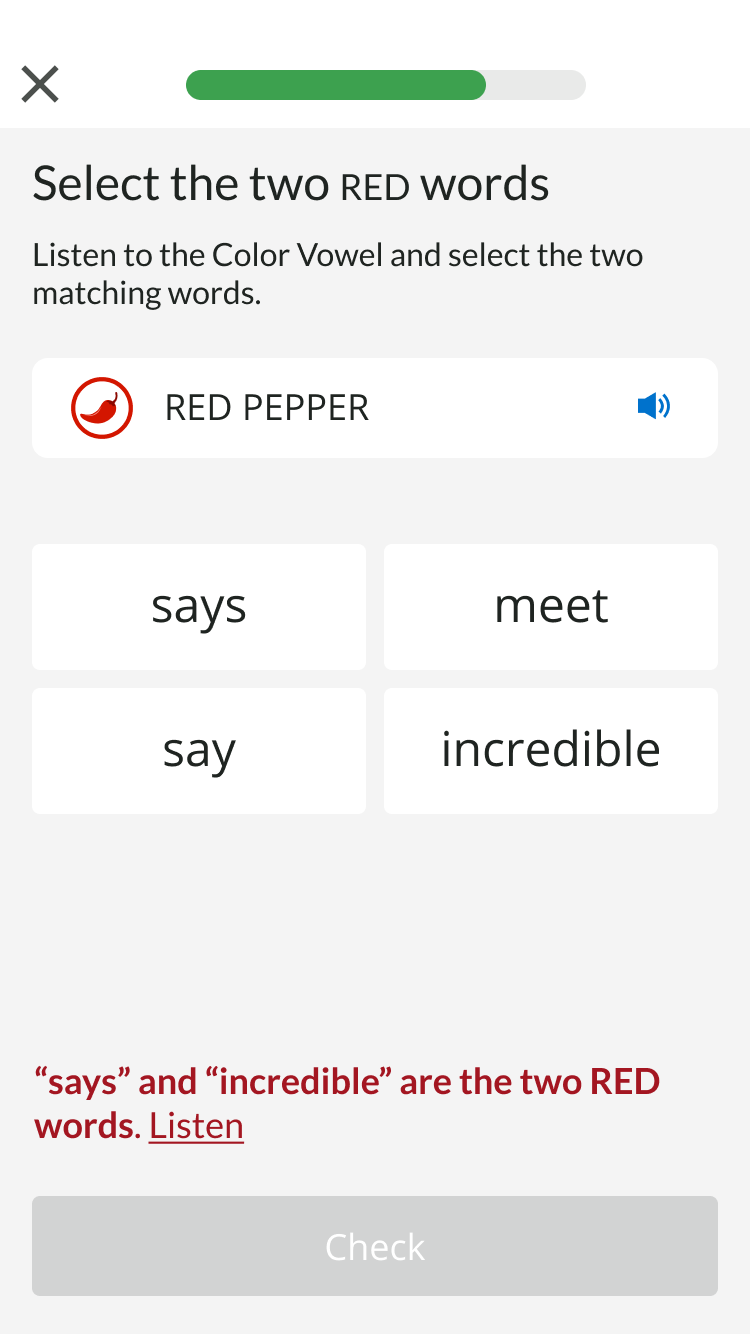 Select the two RED words
Listen to the Color Vowel and select the two
matching words.
RED PEPPER
says
meet
say
incredible
“says” and “incredible” are the two RED
words. Listen
Check